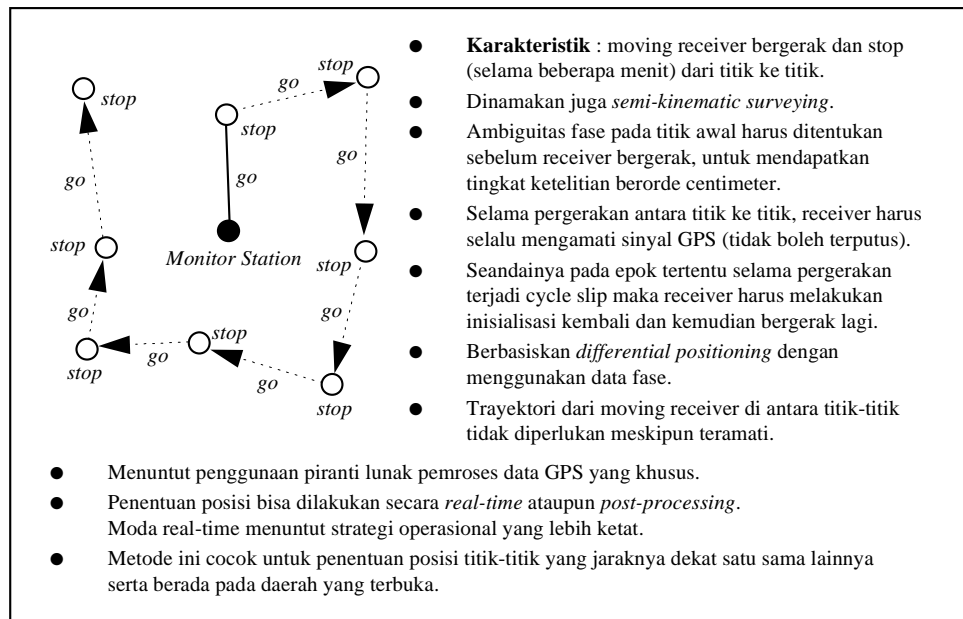 stop
go
stop
stop
stop
go
go
go
stop
Monitor Station
stop
go
go
stop
go
stop
go
stop
● Karakteristik : moving receiver bergerak dan stop
(selama beberapa menit) dari titik ke titik.
● Dinamakan juga semi-kinematic surveying.
● Ambiguitas fase pada titik awal harus ditentukan
sebelum receiver bergerak, untuk mendapatkan
tingkat ketelitian berorde centimeter.
● Selama pergerakan antara titik ke titik, receiver harus
selalu mengamati sinyal GPS (tidak boleh terputus).
● Seandainya pada epok tertentu selama pergerakan
terjadi cycle slip maka receiver harus melakukan
inisialisasi kembali dan kemudian bergerak lagi.
● Berbasiskan differential positioning dengan
menggunakan data fase.
● Trayektori dari moving receiver di antara titik-titik
tidak diperlukan meskipun teramati.
● Menuntut penggunaan piranti lunak pemroses data GPS yang khusus.
● Penentuan posisi bisa dilakukan secara real-time ataupun post-processing.
Moda real-time menuntut strategi operasional yang lebih ketat.
● Metode ini cocok untuk penentuan posisi titik-titik yang jaraknya dekat satu sama lainnya
serta berada pada daerah yang terbuka.